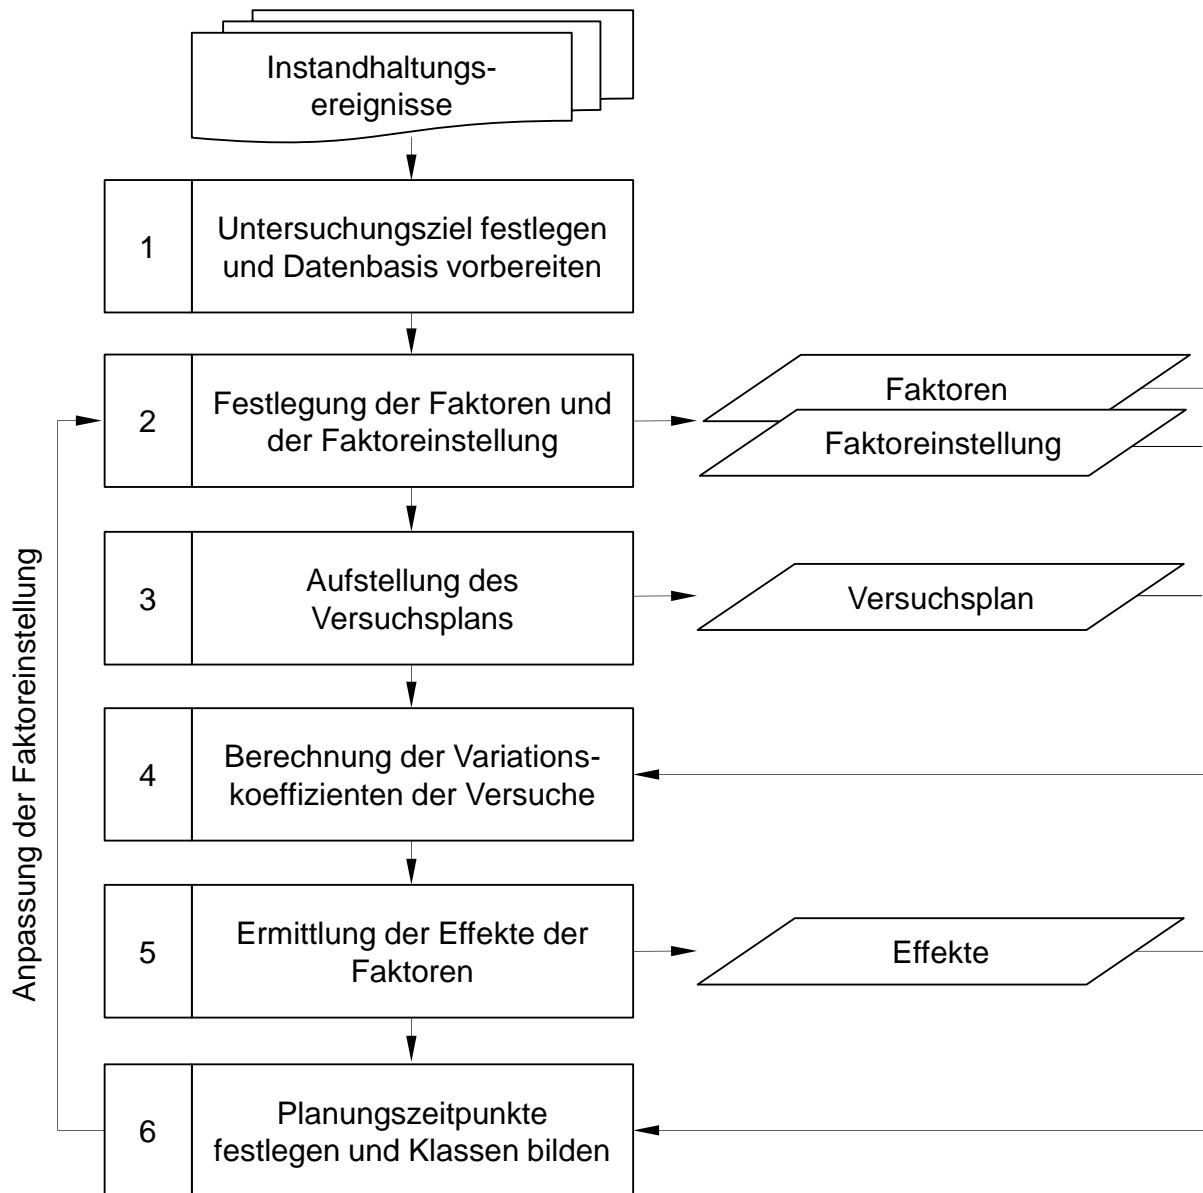 Instandhaltungs-
ereignisse
1
Untersuchungsziel festlegen
und Datenbasis vorbereiten
2
Festlegung der Faktoren und
der Faktoreinstellung
Faktoren
Faktoreinstellung
3
Aufstellung des
Versuchsplans
Versuchsplan
4
Berechnung der Variations-
koeffizienten der Versuche
5
Ermittlung der Effekte der
Faktoren
Effekte
6
Planungszeitpunkte
festlegen und Klassen bilden
Anpassung der Faktoreinstellung